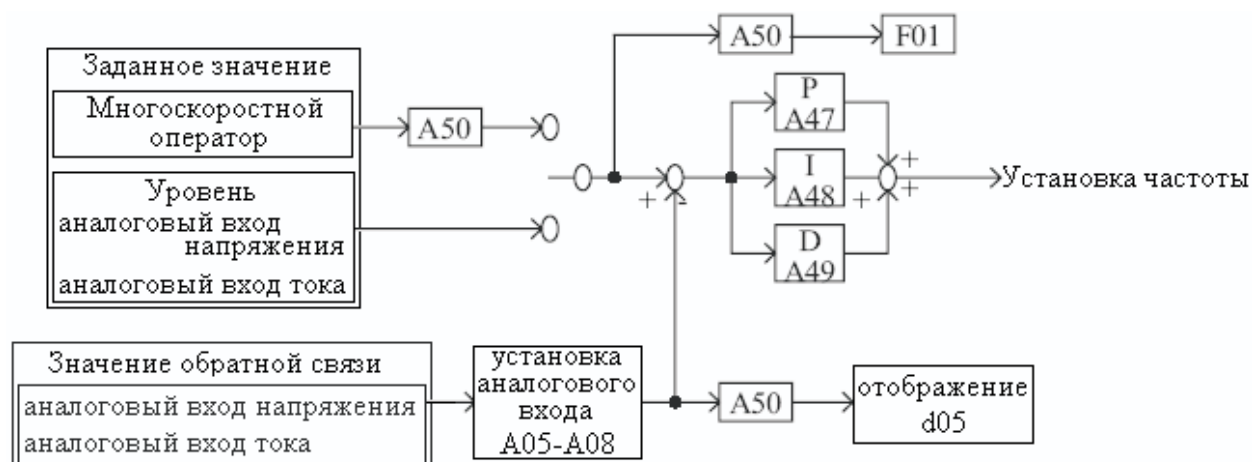 Заданное значение
Многоскоростной
оператор
A50
Уровень
аналоговый вход
напряжения
аналоговый вход тока
A50
F01
P
A47
I
A48
D
A49
+
-
+
+
+
Установка частоты
Значение обратной связи
аналоговый вход напряжения
аналоговый вход тока
установка
аналогового
входа
A05-A08
A50
отображение
d05